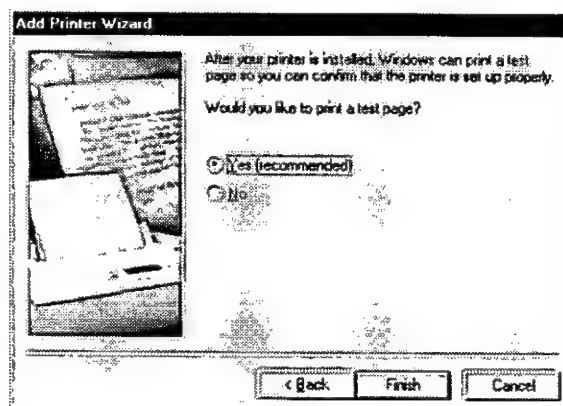 Add Printer Wizard
After your printer is installed, Windows can print a test
page so you can confirm that the printer is set up properly.
Would you like to print a test page?
Yes (recommended)
No
< Back
Finish
Cancel